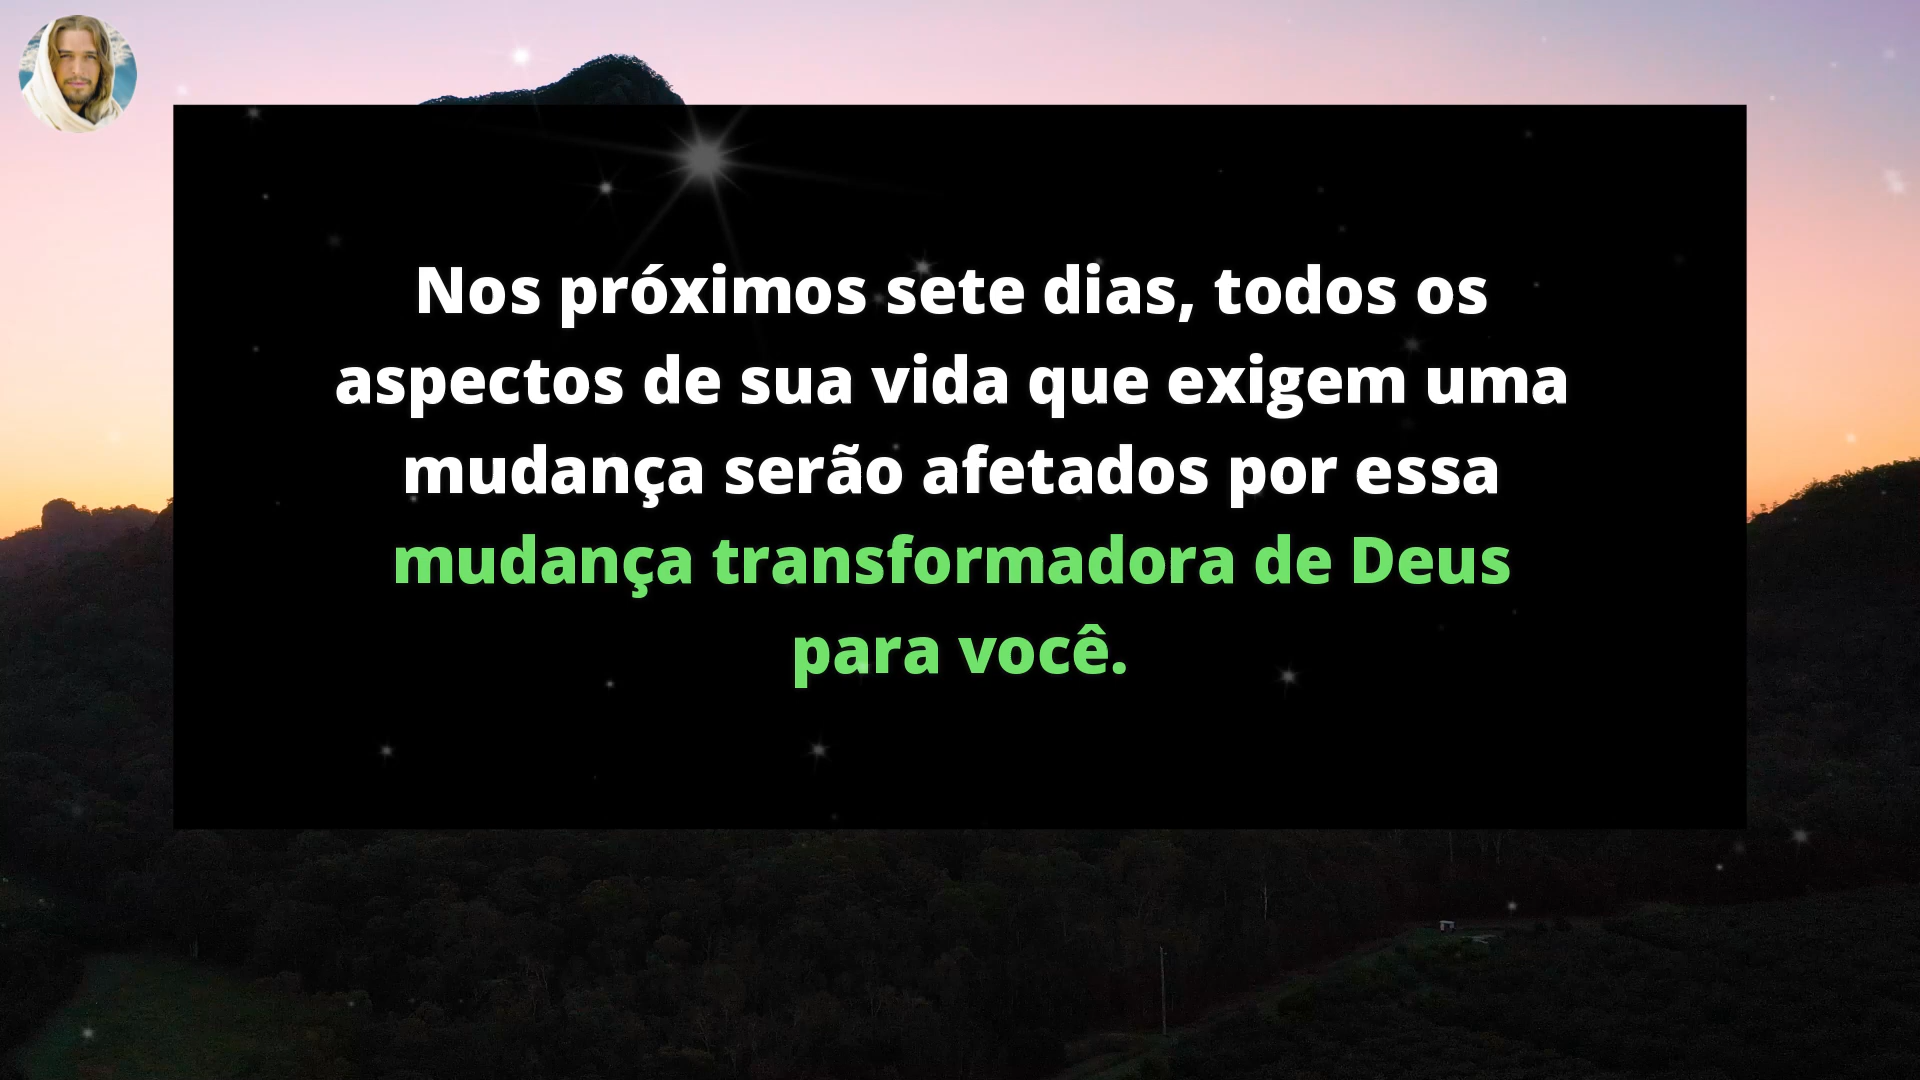 Nos próximos sete dias, todos os
aspectos de sua vida que exigem uma
mudança serão afetados por essa
mudança transformadora de Deus
para você.